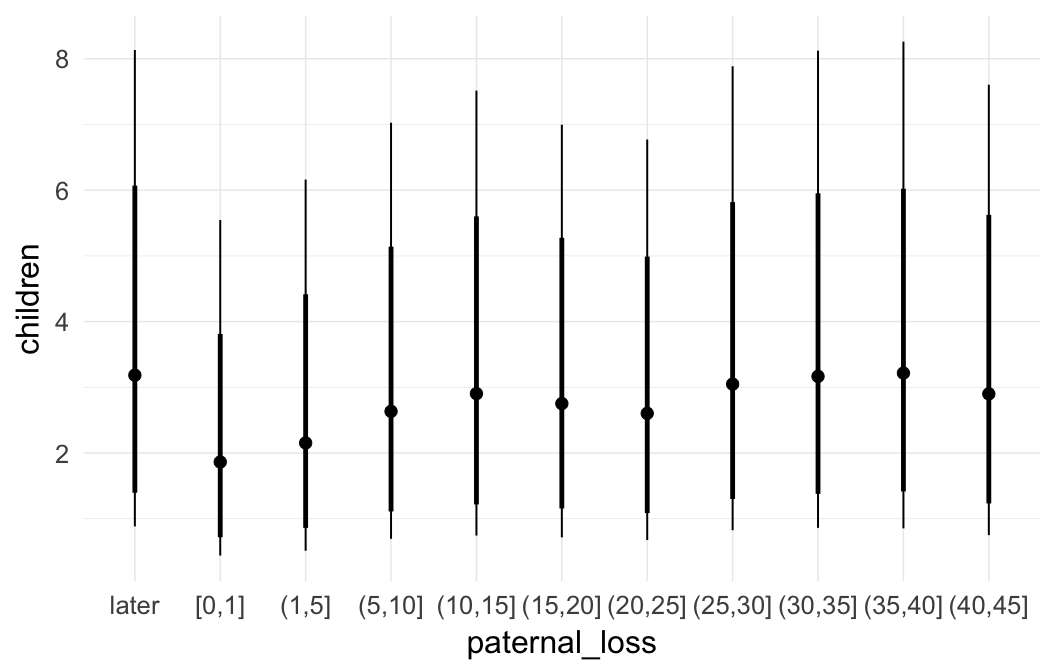 8
6
4
2
children
later [0,1] (1,5] (5,10] (10,15] (15,20] (20,25] (25,30] (30,35] (35,40] (40,45]
paternal_loss